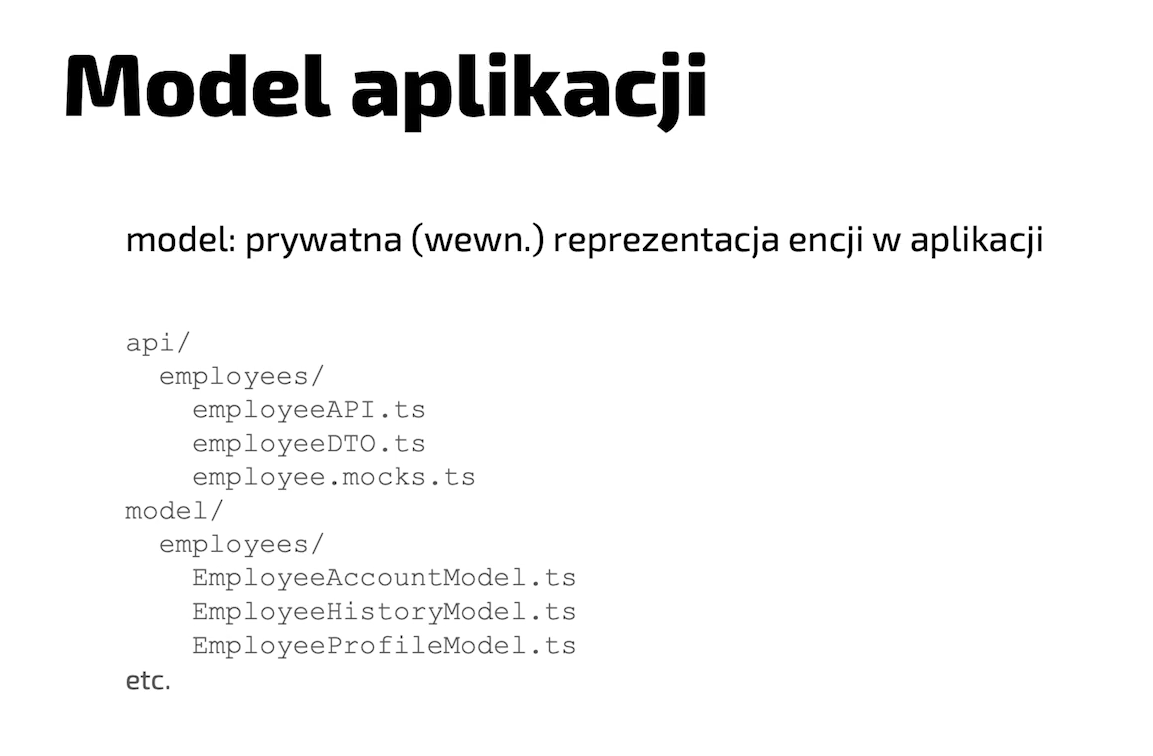 Model aplikacji
model: prywatna (wewn.) reprezentacja encji w aplikacji
api/
employees/
employeeAPI.ts
employeeDTO.ts
employee.mocks.ts
model/
employees/
EmployeeAccountModel.ts
EmployeeHistoryModel.ts
EmployeeProfileModel.ts
etc.